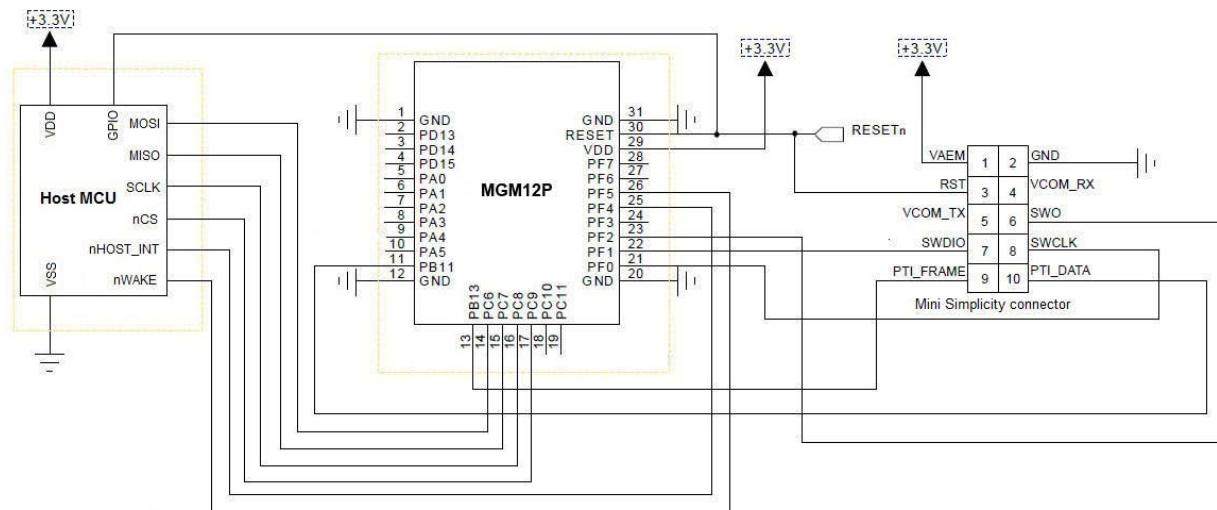 +3.3V
+3.3V
+3.3V
VDD
GPIO
MOSI
MISO
SCLK
nCS
nHOST_INT
nWAKE
VSS
Host MCU
MGM12P
1 GND
2 PD13
3 PD14
4 PD15
5 PA0
6 PA1
7 PA2
8 PA3
9 PA4
10 PA5
11 PB11
12 GND
13 PB13
14 PC6
15 PC7
16 PC8
17 PC9
18 PC10
19 PC11
GND 31
RESET 30
VDD 29
PF7 28
PF6 27
PF5 26
PF4 25
PF3 24
PF2 23
PF1 22
PF0 21
GND 20
RESETn
VAEM 1 2 GND
RST 3 4 VCOM_RX
VCOM_TX 5 6 SWO
SWDIO 7 8 SWCLK
PTI_FRAME 9 10 PTI_DATA
Mini Simplicity connector